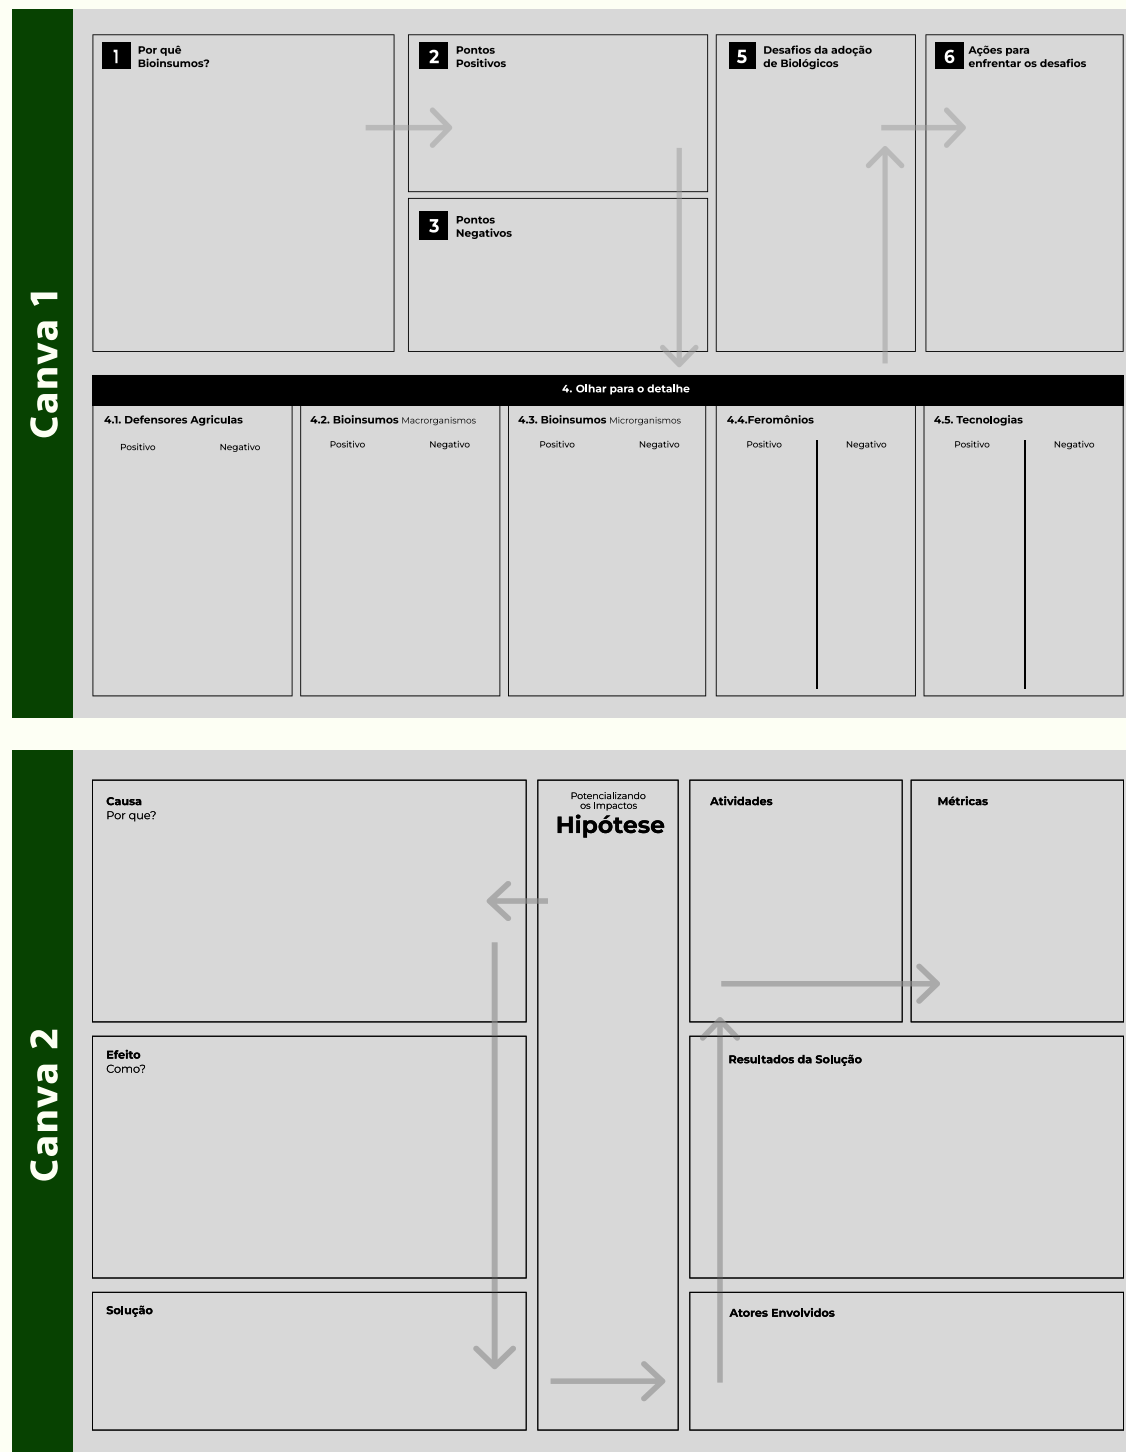 Canva 1
1
Por quê
Bioinsumos?
2
Pontos
Positivos
3
Pontos
Negativos
5
Desafios da adoção
de Biológicos
6
Ações para
enfrentar os desafios
4. Olhar para o detalhe
4.1. Defensores Agriculas
Positivo Negativo
4.2. Bioinsumos Macrorganismos
Positivo Negativo
4.3. Bioinsumos Microrganismos
Positivo Negativo
4.4.Feromônios
Positivo Negativo
4.5. Tecnologias
Positivo Negativo
Canva 2
Causa
Por que?
Efeito
Como?
Solução
Potencializando
os Impactos
Hipótese
Atividades
Métricas
Resultados da Solução
Atores Envolvidos